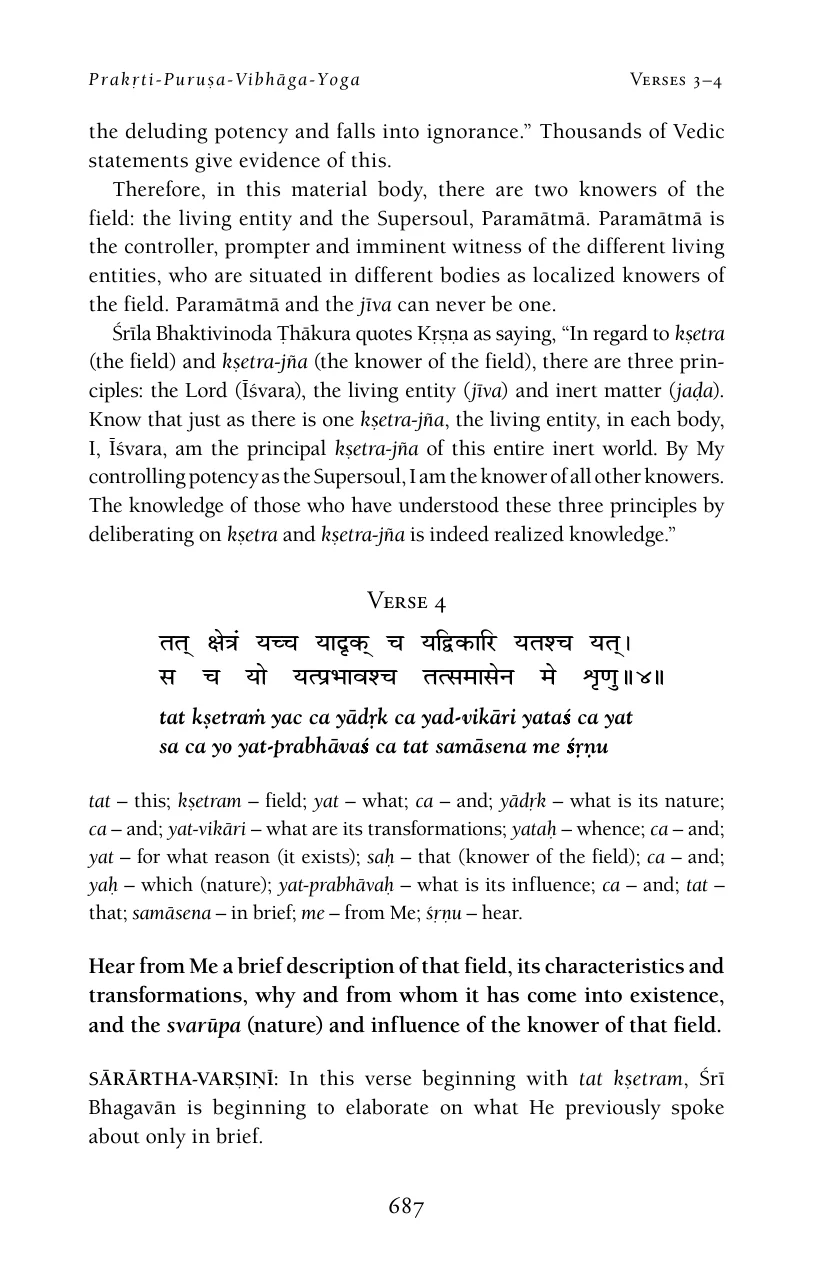 Prakṛti-Puruṣa-Vibhāga-Yoga Verses 3–4
the deluding potency and falls into ignorance.” Thousands of Vedic
statements give evidence of this.
Therefore, in this material body, there are two knowers of the
field: the living entity and the Supersoul, Paramātmā. Paramātmā is
the controller, prompter and imminent witness of the different living
entities, who are situated in different bodies as localized knowers of
the field. Paramātmā and the jīva can never be one.
Śrīla Bhaktivinoda Ṭhākura quotes Kṛṣṇa as saying, “In regard to kṣetra
(the field) and kṣetra-jña (the knower of the field), there are three prin-
ciples: the Lord (Īśvara), the living entity (jīva) and inert matter (jaḍa).
Know that just as there is one kṣetra-jña, the living entity, in each body,
I, Īśvara, am the principal kṣetra-jña of this entire inert world. By My
controlling potency as the Supersoul, I am the knower of all other knowers.
The knowledge of those who have understood these three principles by
deliberating on kṣetra and kṣetra-jña is indeed realized knowledge.”
Verse 4
तत् क्षेत्रं यच्च यादृक् च यद्विकारि यतश्च यत्।
स च यो यत्प्रभावश्च तत्समासेन मे शृणु॥४॥
tat kṣetraṁ yac ca yādṛk ca yad-vikāri yataś ca yat
sa ca yo yat-prabhāvaś ca tat samāsena me śṛṇu
tat – this; kṣetram – field; yat – what; ca – and; yādṛk – what is its nature;
ca – and; yat-vikāri – what are its transformations; yataḥ – whence; ca – and;
yat – for what reason (it exists); saḥ – that (knower of the field); ca – and;
yaḥ – which (nature); yat-prabhāvaḥ – what is its influence; ca – and; tat –
that; samāsena – in brief; me – from Me; śṛṇu – hear.
Hear from Me a brief description of that field, its characteristics and
transformations, why and from whom it has come into existence,
and the svarūpa (nature) and influence of the knower of that field.
SĀRĀRTHA-VARṢIṆĪ: In this verse beginning with tat kṣetram, Śrī
Bhagavān is beginning to elaborate on what He previously spoke
about only in brief.
687